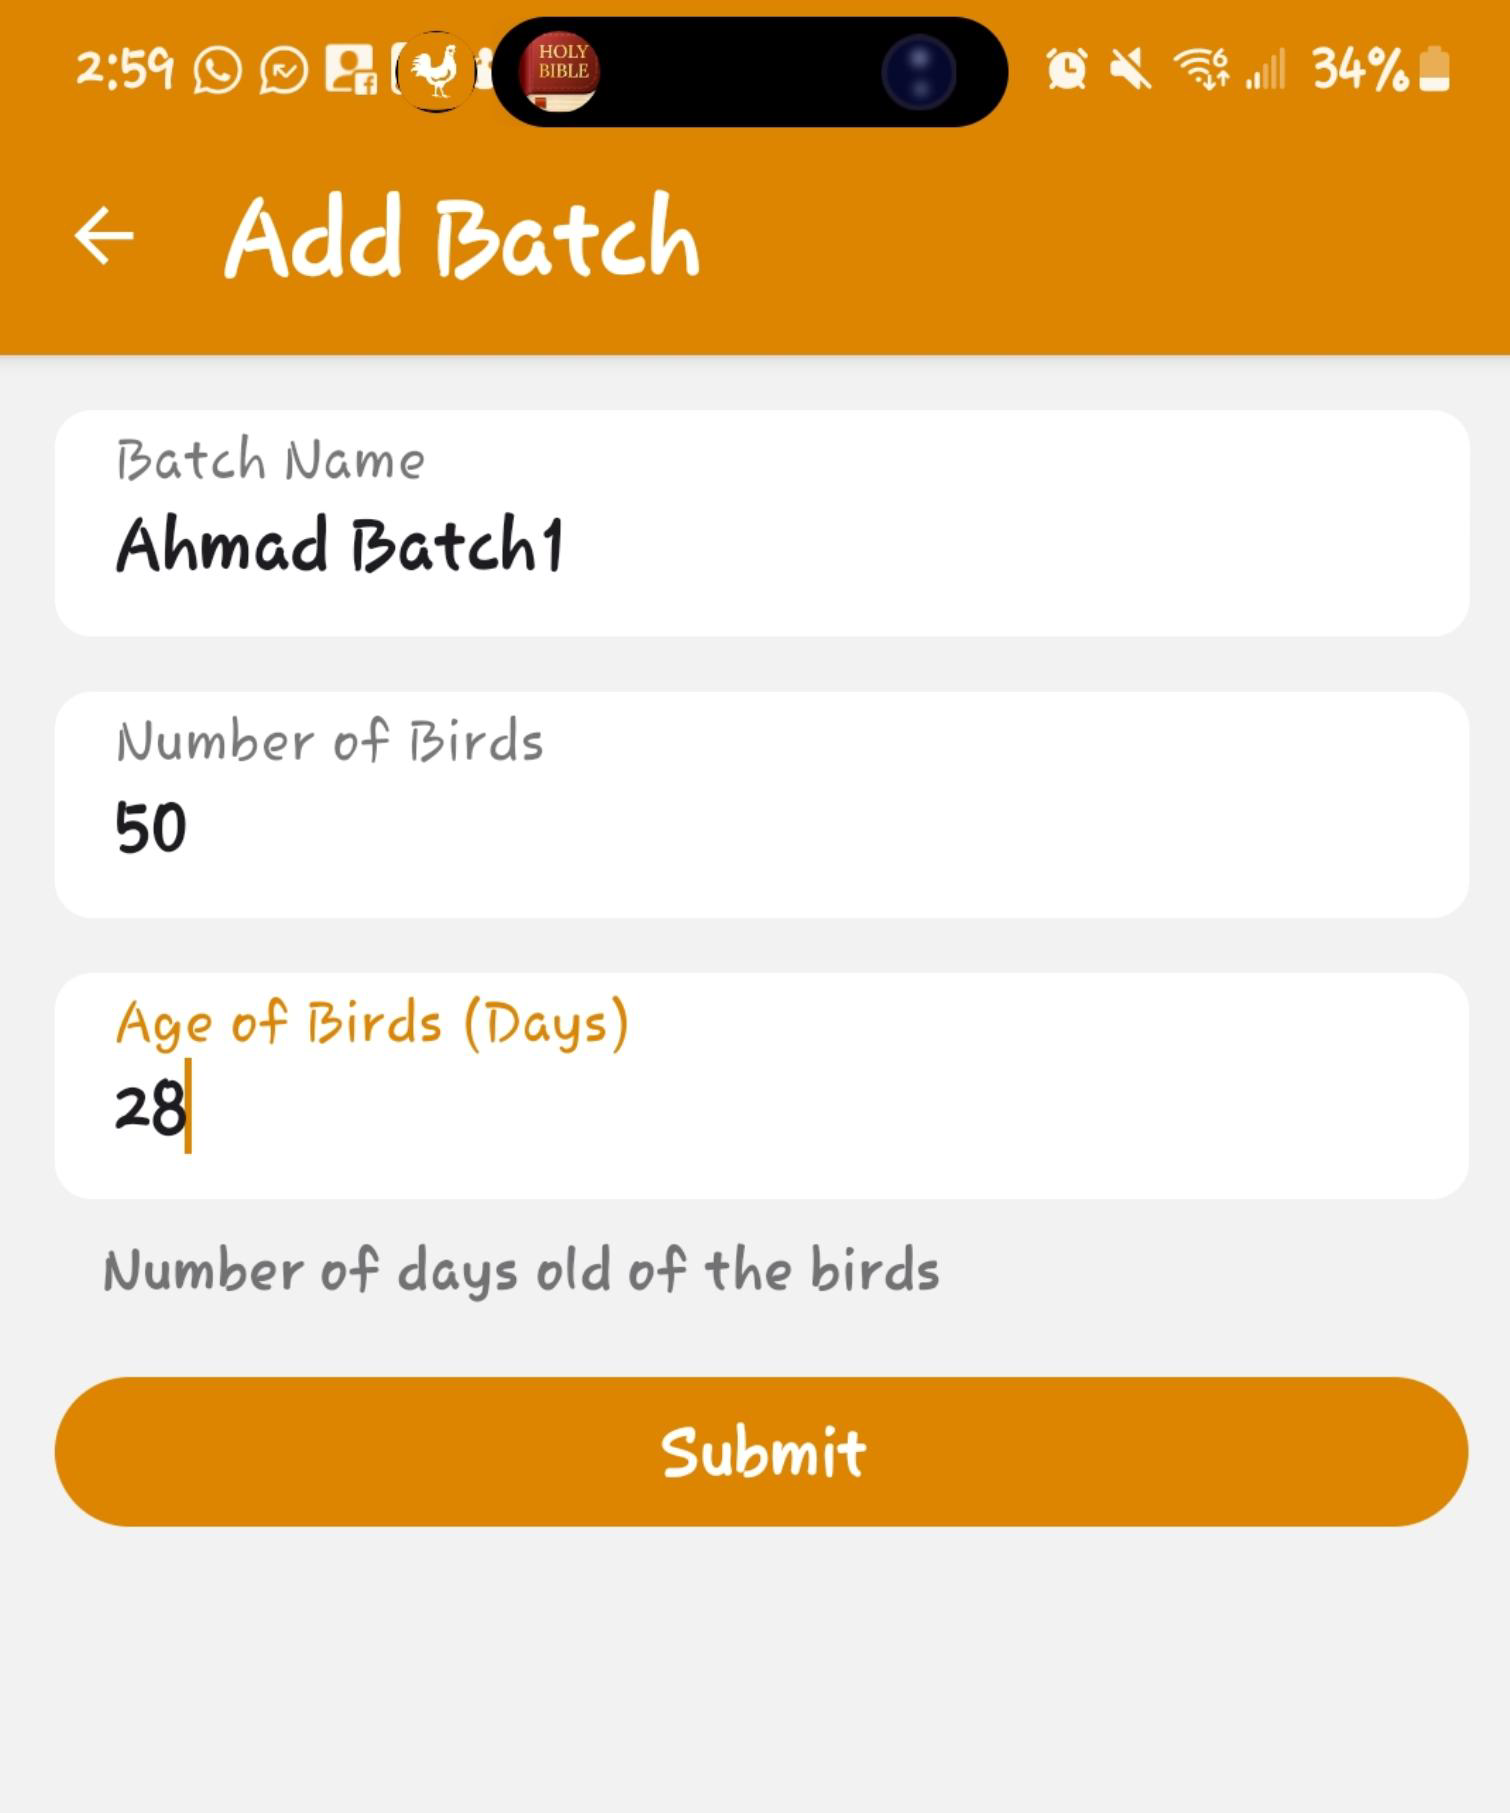 2:59
HOLY
BIBLE
6
34%
Add Batch
Batch Name
Ahmad Batch1
Number of Birds
50
Age of Birds (Days)
28
Number of days old of the birds
Submit